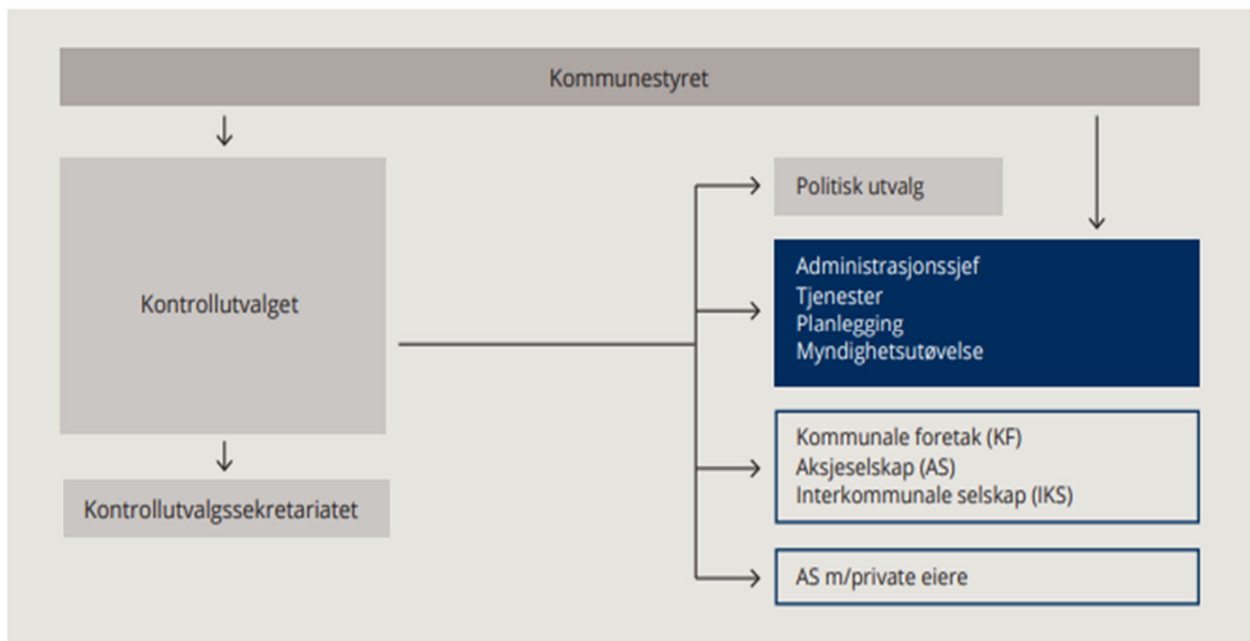 Kommunestyret
Kontrollutvalget
Kontrollutvalgssekretariatet
Politisk utvalg
Administrasjonssjef
Tjenester
Planlegging
Myndighetsutøvelse
Kommunale foretak (KF)
Aksjeselskap (AS)
Interkommunale selskap (IKS)
AS m/private eiere